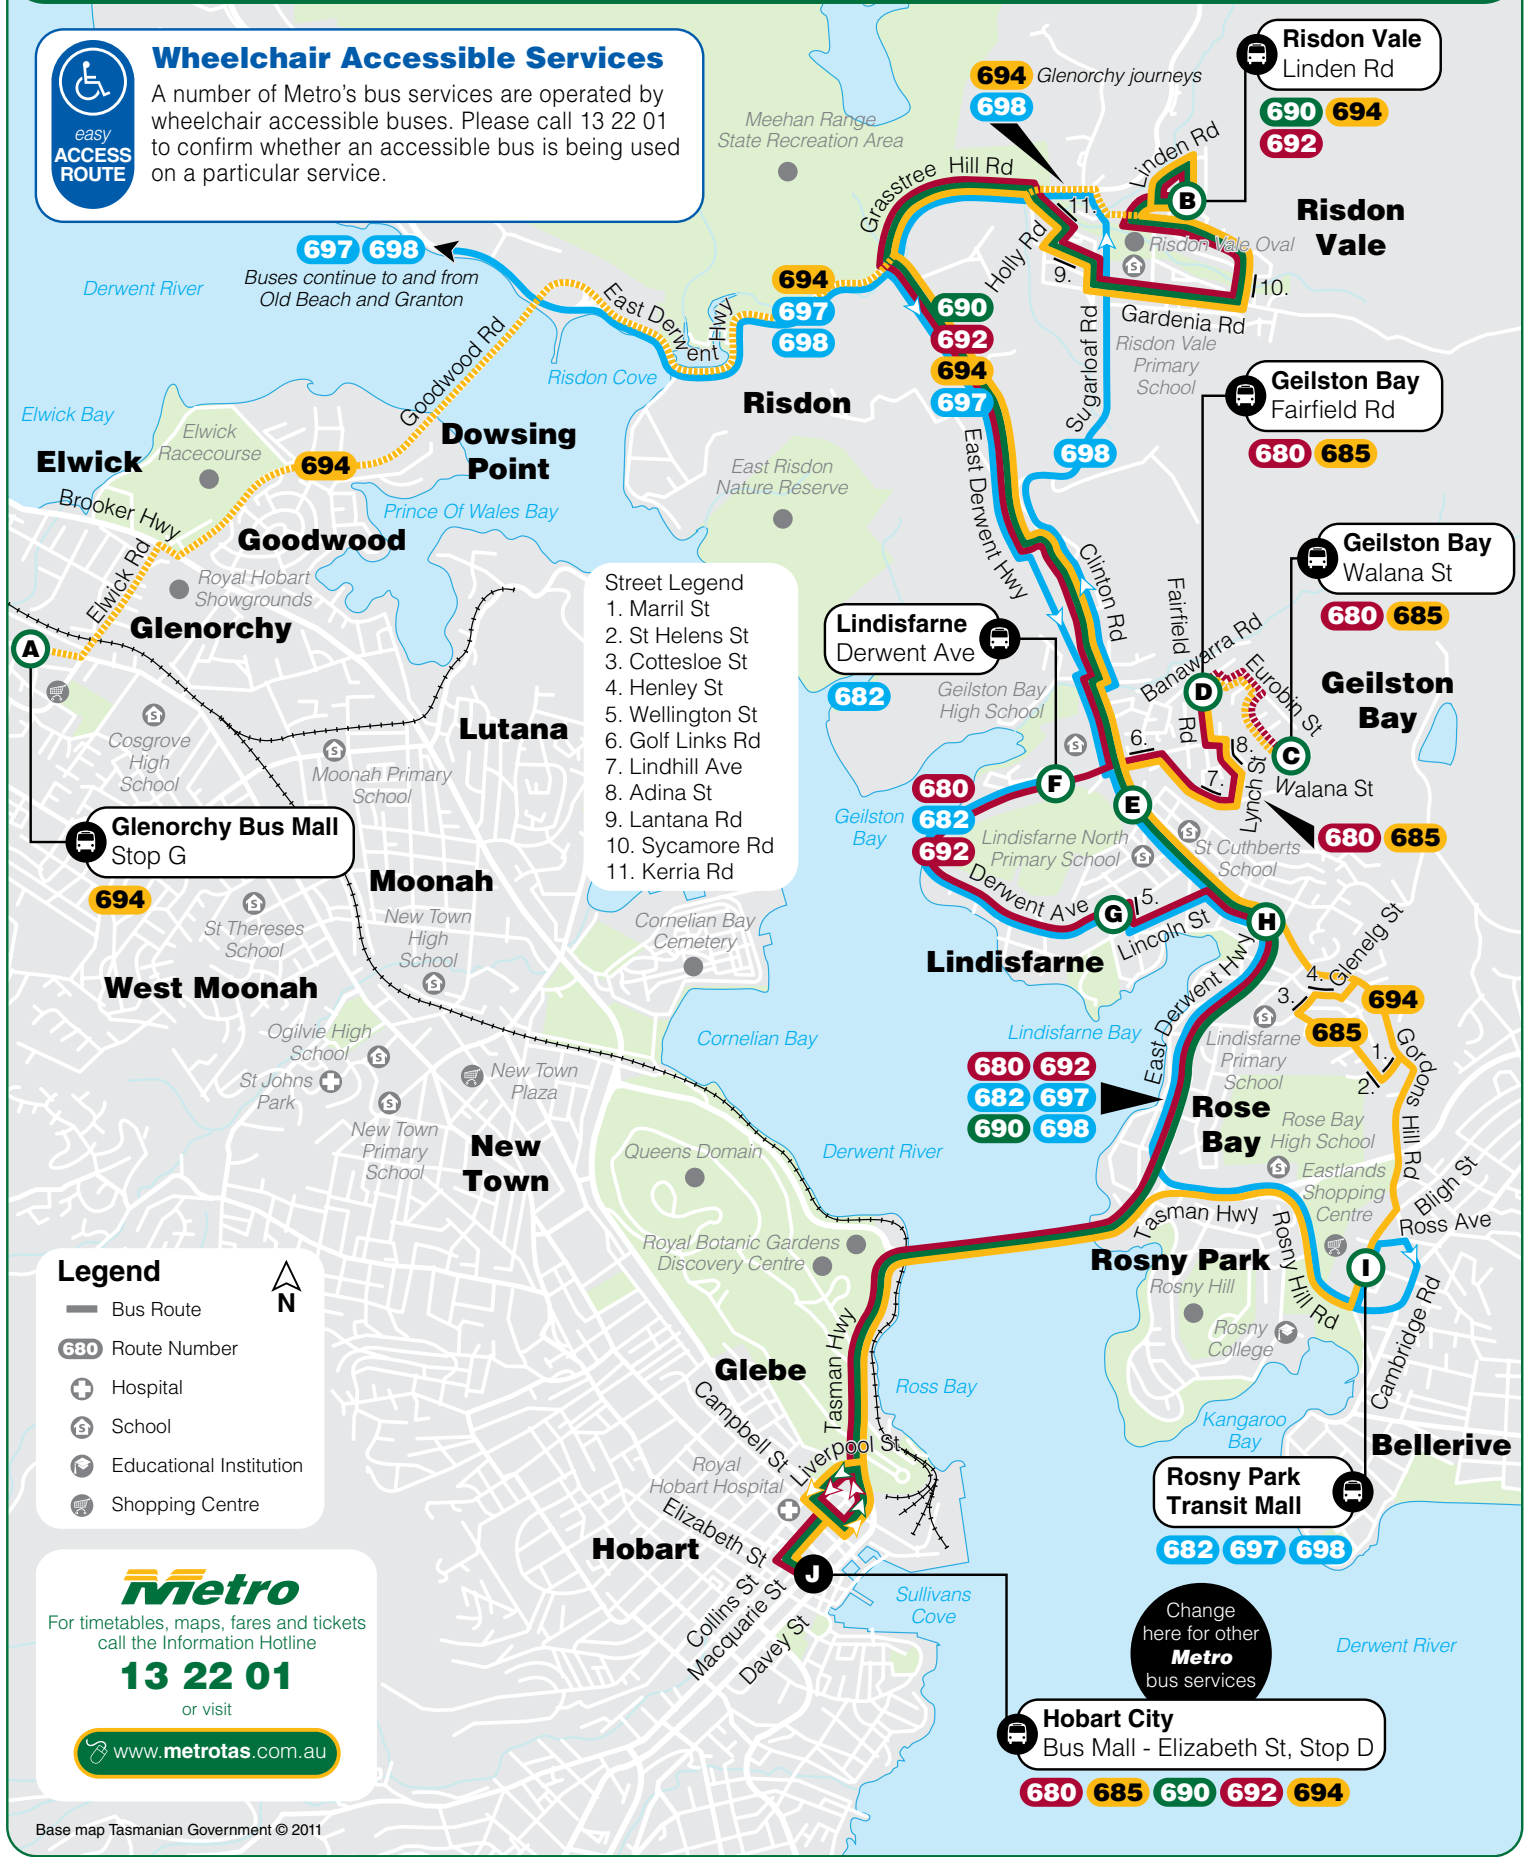 Wheelchair Accessible Services
A number of Metro's bus services are operated by
wheelchair accessible buses. Please call 13 22 01
to confirm whether an accessible bus is being used
on a particular service.
easy
ACCESS
ROUTE
694 Glenorchy journeys
698
Risdon Vale
Linden Rd
690 694
692
Meehan Range
State Recreation Area
Grasstree Hill Rd
Linden Rd
B
Risdon
Vale
11.
Risdon Vale Oval
Holly Rd
9.
10.
Gardenia Rd
Risdon Vale
Primary
School
Sugarloaf Rd
697 698
Buses continue to and from
Old Beach and Granton
Derwent River
East Derwent Hwy
694
697
698
690
692
694
697
Goodwood Rd
Risdon Cove
Risdon
Elwick Bay
Elwick
Racecourse
Elwick
Dowsing
Point
694
Brooker Hwy
Prince Of Wales Bay
Goodwood
East Risdon
Nature Reserve
East Derwent Hwy
698
Geilston Bay
Fairfield Rd
680 685
Geilston Bay
Walana St
680 685
Elwick Rd
Royal Hobart
Showgrounds
Glenorchy
A
Street Legend
1. Marril St
2. St Helens St
3. Cottesloe St
4. Henley St
5. Wellington St
6. Golf Links Rd
7. Lindhill Ave
8. Adina St
9. Lantana Rd
10. Sycamore Rd
11. Kerria Rd
Lindisfarne
Derwent Ave
682
Clinton Rd
Fairfield Rd
Banawarra Rd
Eurobin St
D
Geilston
Bay
Geilston Bay
High School
Lutana
Cosgrove
High
School
Moonah Primary
School
6.
8.
7.
Lynch St
C
Walana St
680 685
F
E
680
682
692
Geilston
Bay
Lindisfarne North
Primary School
St Cuthberts
School
Glenorchy Bus Mall
Stop G
694
Moonah
Derwent Ave
G
5.
Lincoln St
H
Lindisfarne
St Thereses
School
New Town
High
School
Cornelian Bay
Cemetery
West Moonah
Glenelg St
4.
3.
694
685
1.
2.
Gordons Hill Rd
East Derwent Hwy
Lindisfarne Bay
Lindisfarne
Primary
School
Ogilvie High
School
Cornelian Bay
St Johns
Park
New Town
Plaza
680 692
682 697
690 698
Rose
Bay
Rose Bay
High School
New Town
Primary
School
New
Town
Queens Domain
Derwent River
Eastlands
Shopping
Centre
Bligh St
Ross Ave
Tasman Hwy
Rosny Hill Rd
Royal Botanic Gardens
Discovery Centre
Rosny Park
Rosny Hill
I
Rosny
College
Cambridge Rd
Legend
N
Bus Route
680 Route Number
Hospital
School
Educational Institution
Shopping Centre
Tasman Hwy
Glebe
Campbell St
Ross Bay
Liverpool St
Kangaroo
Bay
Bellerive
Royal
Hobart Hospital
Elizabeth St
Rosny Park
Transit Mall
682 697 698
Hobart
J
Collins St
Macquarie St
Davey St
Sullivans
Cove
Change
here for other
Metro
bus services
Derwent River
Metro
For timetables, maps, fares and tickets
call the Information Hotline
13 22 01
or visit
www.metrotas.com.au
Hobart City
Bus Mall - Elizabeth St, Stop D
680 685 690 692 694
Base map Tasmanian Government © 2011